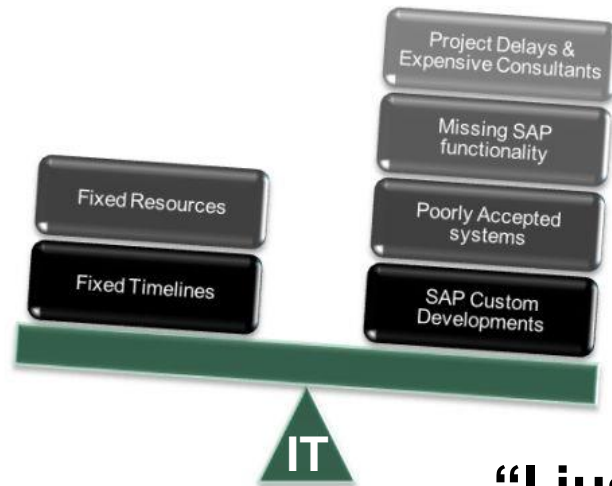 Project Delays &
Expensive Consultants
Missing SAP
functionality
Fixed Resources
Poorly Accepted
systems
Fixed Timelines
SAP Custom
Developments
IT